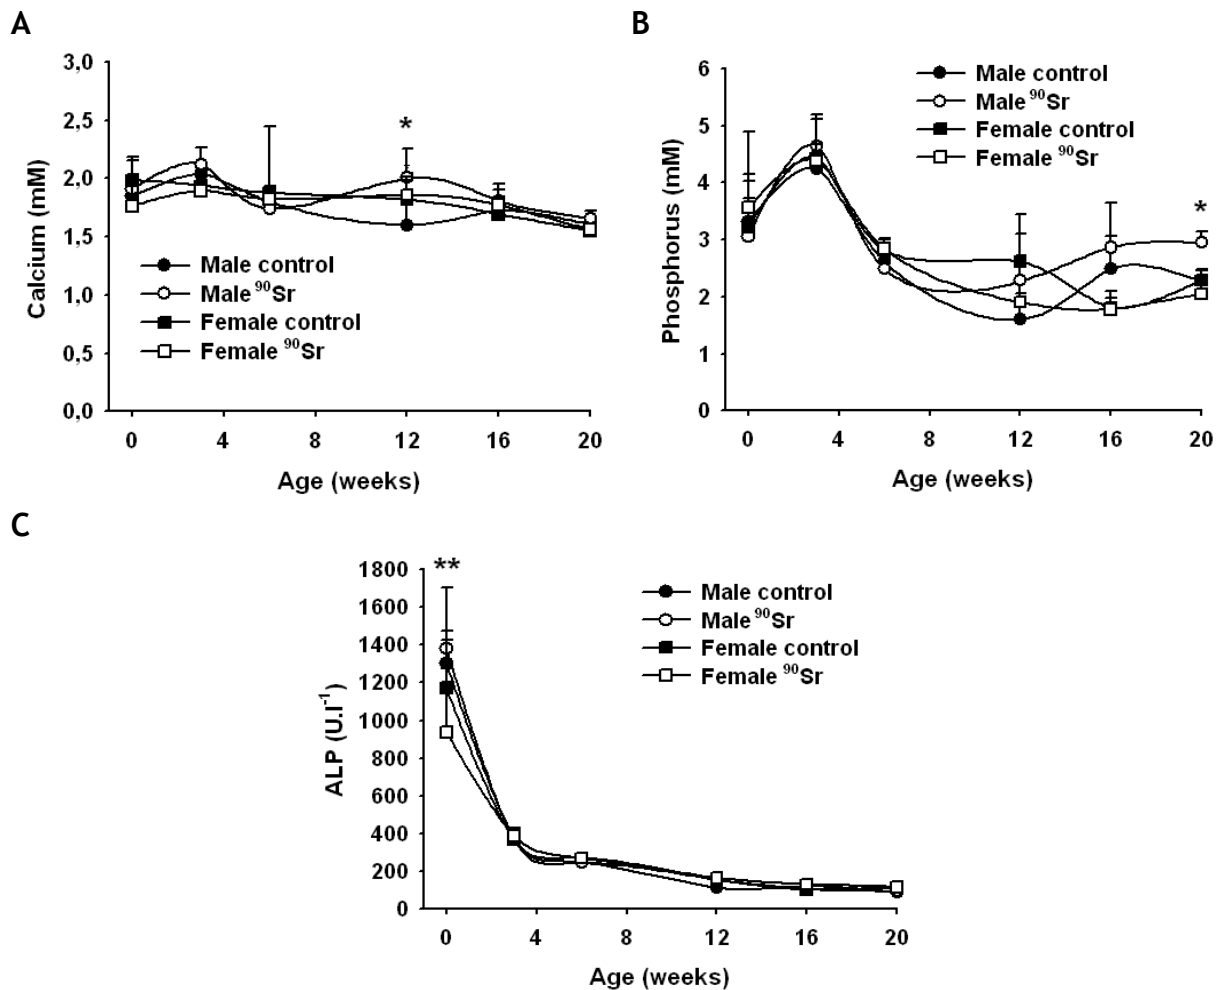 A
3,0
2,5
2,0
1,5
1,0
0,5
0,0
Calcium (mM)
*
Male control
Male 90Sr
Female control
Female 90Sr
0 4 8 12 16 20
Age (weeks)
B
6
5
4
3
2
1
0
Phosphorus (mM)
Male control
Male 90Sr
Female control
Female 90Sr
*
0 4 8 12 16 20
Age (weeks)
C
1800
1600
1400
1200
1000
800
600
400
200
0
ALP (U.l-1)
**
Male control
Male 90Sr
Female control
Female 90Sr
0 4 8 12 16 20
Age (weeks)